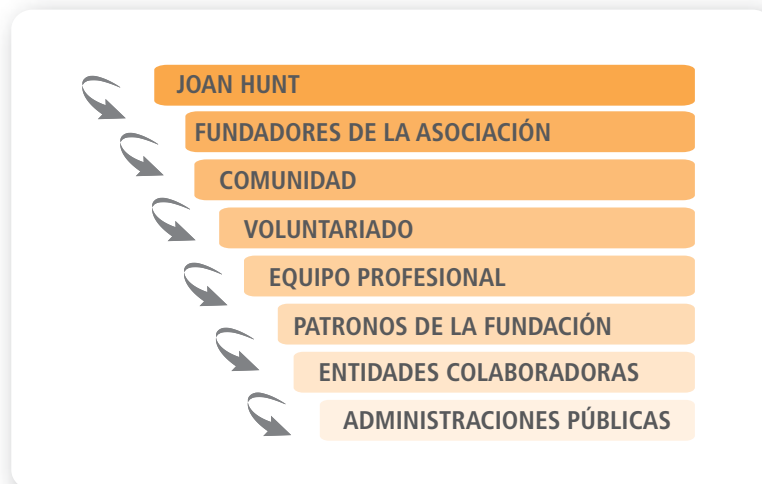 JOAN HUNT
FUNDADORES DE LA ASOCIACIÓN
COMUNIDAD
VOLUNTARIADO
EQUIPO PROFESIONAL
PATRONOS DE LA FUNDACIÓN
ENTIDADES COLABORADORAS
ADMINISTRACIONES PÚBLICAS